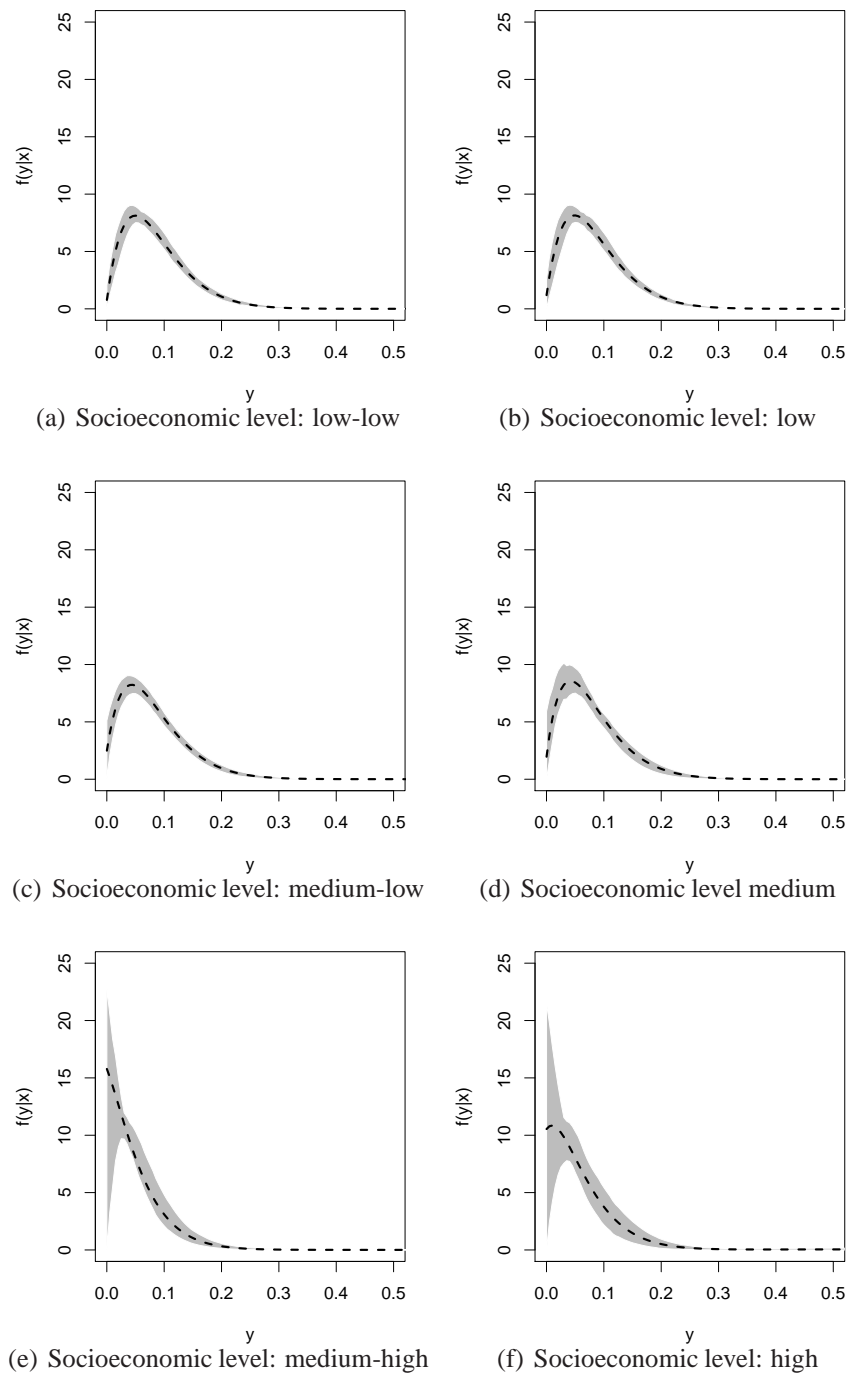 25
20
15
10
5
0
f(y|x)
0.0 0.1 0.2 0.3 0.4 0.5
y
(a) Socioeconomic level: low-low
25
20
15
10
5
0
f(y|x)
0.0 0.1 0.2 0.3 0.4 0.5
y
(b) Socioeconomic level: low
25
20
15
10
5
0
f(y|x)
0.0 0.1 0.2 0.3 0.4 0.5
y
(c) Socioeconomic level: medium-low
25
20
15
10
5
0
f(y|x)
0.0 0.1 0.2 0.3 0.4 0.5
y
(d) Socioeconomic level medium
25
20
15
10
5
0
f(y|x)
0.0 0.1 0.2 0.3 0.4 0.5
y
(e) Socioeconomic level: medium-high
25
20
15
10
5
0
f(y|x)
0.0 0.1 0.2 0.3 0.4 0.5
y
(f) Socioeconomic level: high